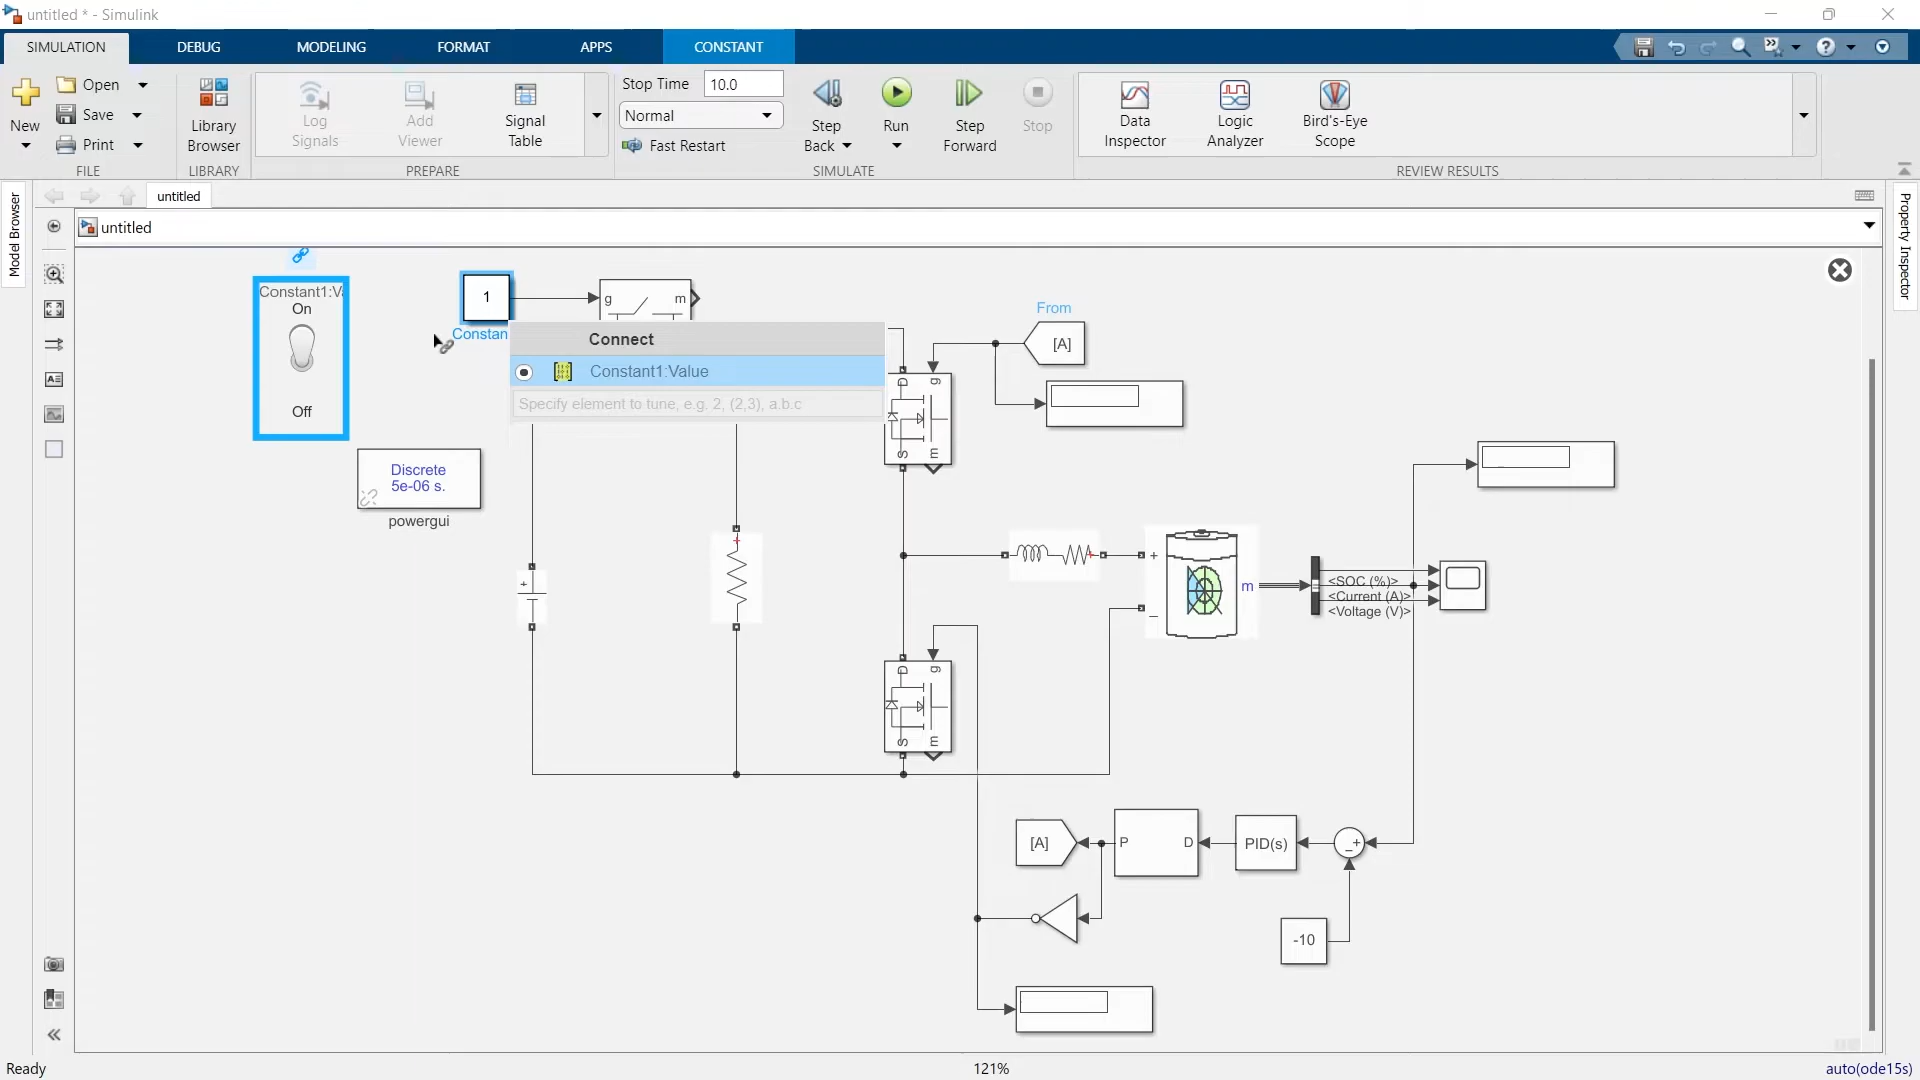 untitled * - Simulink
SIMULATION
DEBUG
MODELING
FORMAT
APPS
CONSTANT
New
Open
Save
Print
FILE
Library
Browser
LIBRARY
Log
Signals
Add
Viewer
Signal
Table
PREPARE
Stop Time
10.0
Normal
Fast Restart
Step
Back
Run
Step
Forward
Stop
SIMULATE
Data
Inspector
Logic
Analyzer
Bird's-Eye
Scope
REVIEW RESULTS
Model Browser
untitled
untitled
Property Inspector
Constant1:Va
On
Off
1
Constan
g
m
Connect
Constant1:Value
Specify element to tune, e.g. 2, (2,3), a.b.c
From
[A]
D
g
S
m
Discrete
5e-06 s.
powergui
+
+
+
+
_
m
<SOC (%)>
<Current (A)>
<Voltage (V)>
D
g
S
m
[A]
P
D
PID(s)
_+
-10
Ready
121%
auto(ode15s)